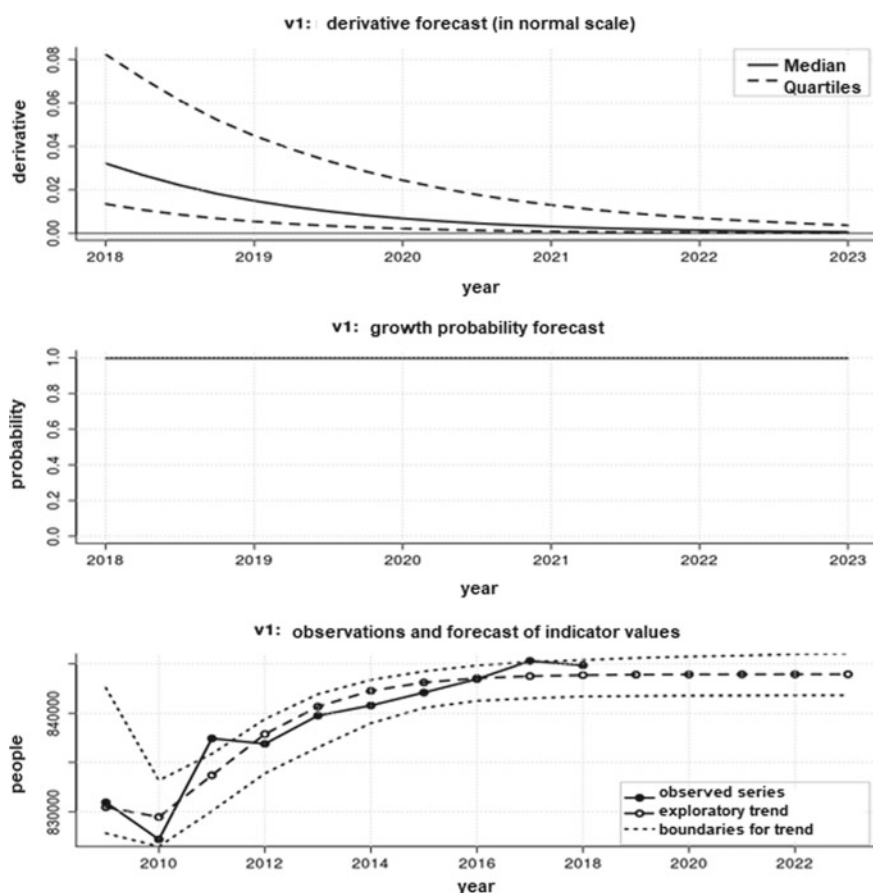 v1: derivative forecast (in normal scale)
derivative
0.08
0.06
0.04
0.02
0.00
Median
Quartiles
2018 2019 2020 2021 2022 2023
year
v1: growth probability forecast
probability
1.0
0.8
0.6
0.4
0.2
0.0
2018 2019 2020 2021 2022 2023
year
v1: observations and forecast of indicator values
people
840000
830000
observed series
exploratory trend
boundaries for trend
2010 2012 2014 2016 2018 2020 2022
year